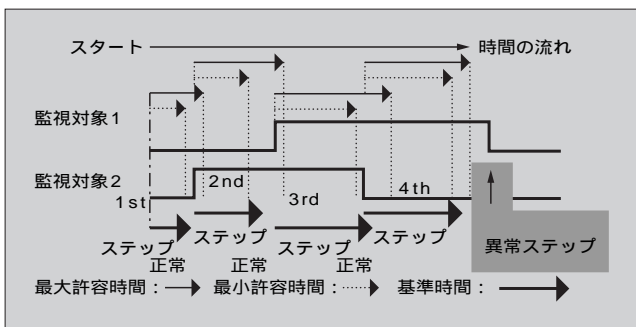 スタート
時間の流れ
監視対象1
監視対象2
1st
2nd
3rd
4th
ステップ
正常
ステップ
正常
ステップ
正常
ステップ
異常ステップ
最大許容時間：
最小許容時間：
基準時間：